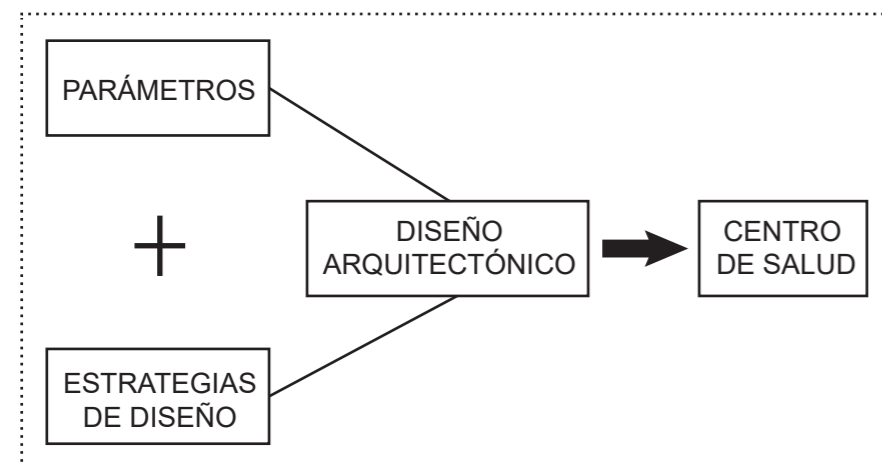 PARÁMETROS
+
DISEÑO
ARQUITECTÓNICO
CENTRO
DE SALUD
ESTRATEGIAS
DE DISEÑO